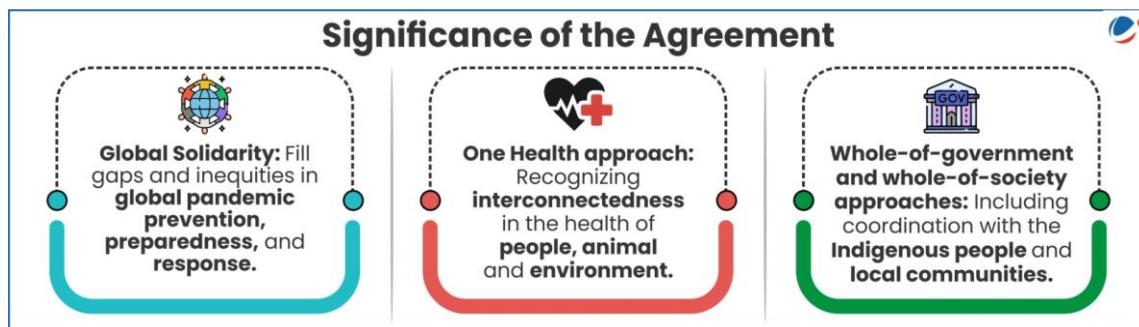 Significance of the Agreement
Global Solidarity: Fill
gaps and inequities in
global pandemic
prevention,
preparedness, and
response.
One Health approach:
Recognizing
interconnectedness
in the health of
people, animal
and environment.
GOV
Whole-of-government
and whole-of-society
approaches: Including
coordination with the
Indigenous people and
local communities.